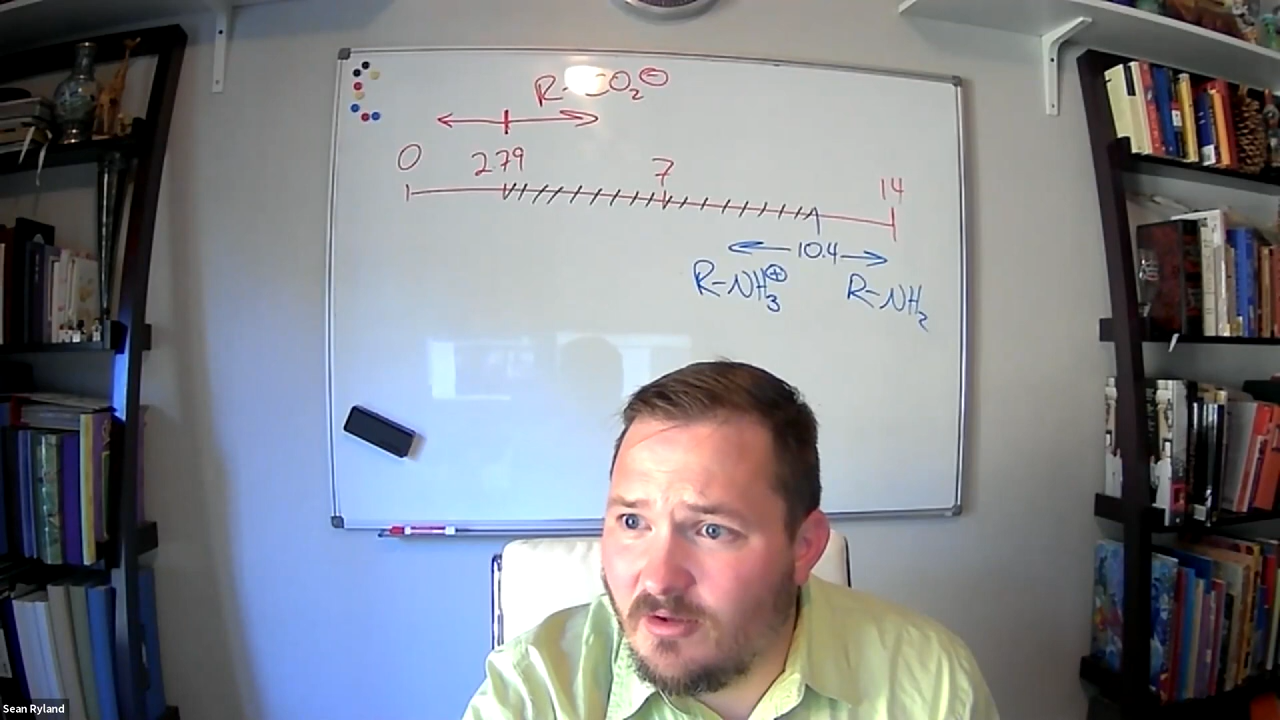 R-CO₂⊖
0 2.79 7 14
10.4
R-NH₃⊕ R-NH₂
Sean Ryland